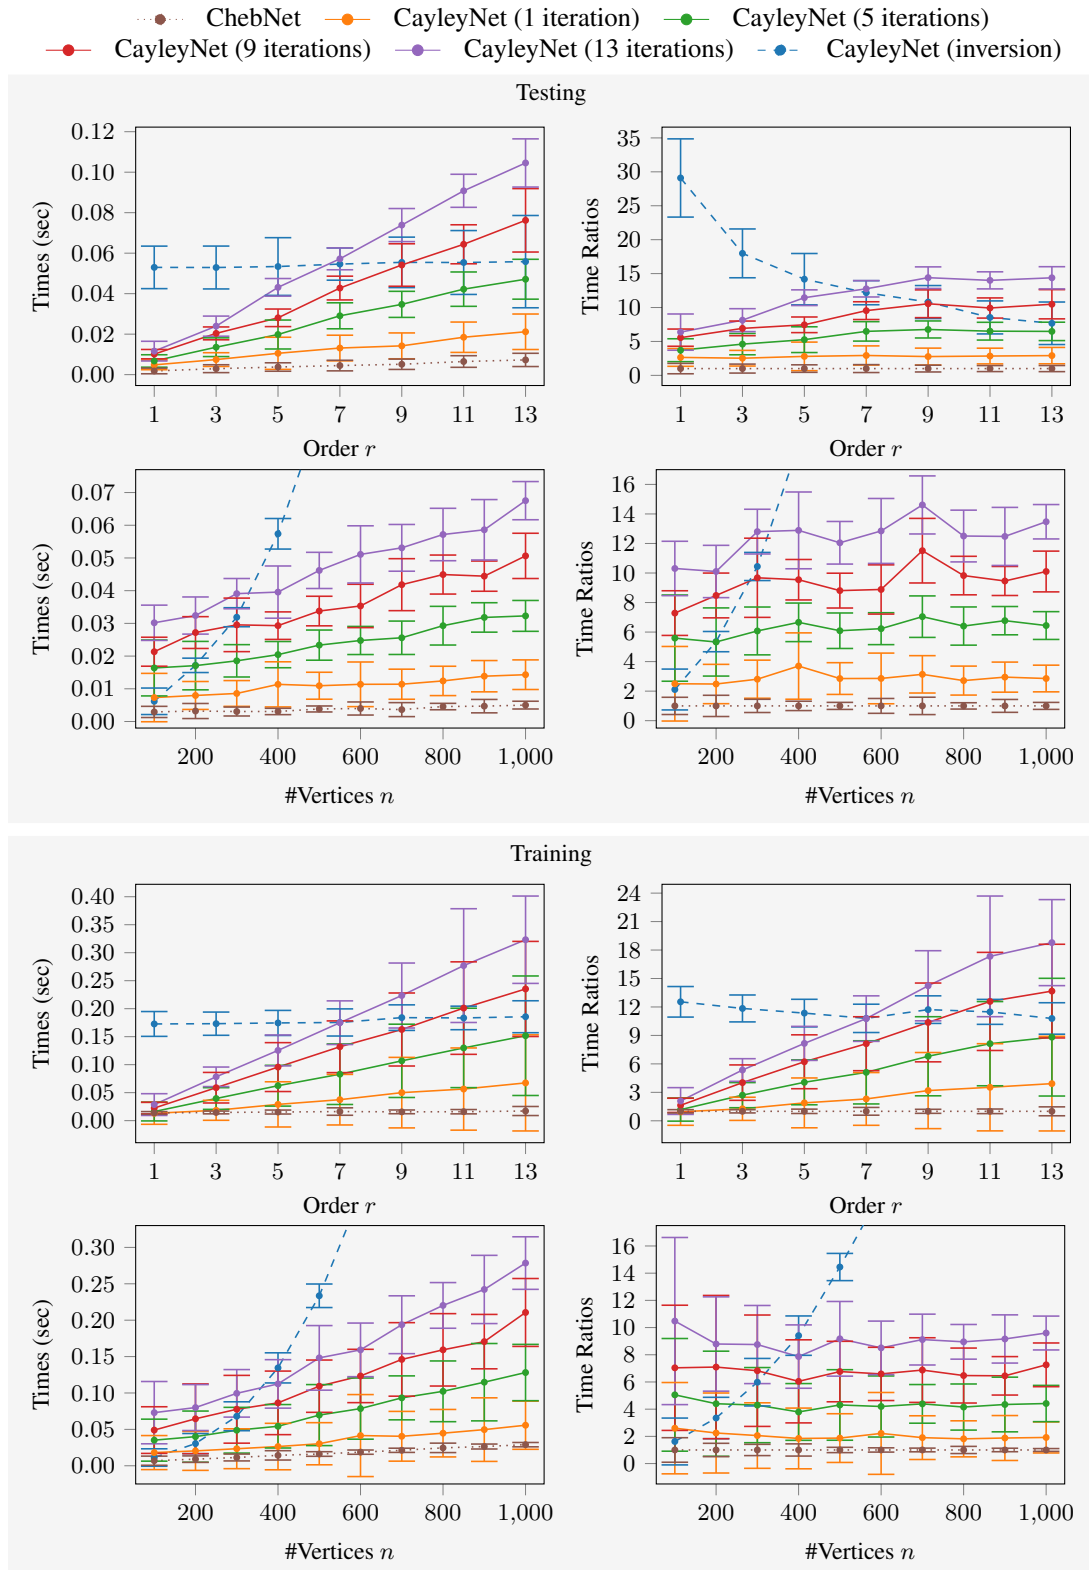 ChebNet CayleyNet (1 iteration) CayleyNet (5 iterations)
CayleyNet (9 iterations) CayleyNet (13 iterations) CayleyNet (inversion)
Testing
Times (sec)
0.12
0.10
0.08
0.06
0.04
0.02
0.00
1 3 5 7 9 11 13
Order r
Time Ratios
35
30
25
20
15
10
5
0
1 3 5 7 9 11 13
Order r
Times (sec)
0.07
0.06
0.05
0.04
0.03
0.02
0.01
0.00
200 400 600 800 1,000
#Vertices n
Time Ratios
16
14
12
10
8
6
4
2
0
200 400 600 800 1,000
#Vertices n
Training
Times (sec)
0.40
0.35
0.30
0.25
0.20
0.15
0.10
0.05
0.00
1 3 5 7 9 11 13
Order r
Time Ratios
24
21
18
15
12
9
6
3
0
1 3 5 7 9 11 13
Order r
Times (sec)
0.30
0.25
0.20
0.15
0.10
0.05
0.00
200 400 600 800 1,000
#Vertices n
Time Ratios
16
14
12
10
8
6
4
2
0
200 400 600 800 1,000
#Vertices n